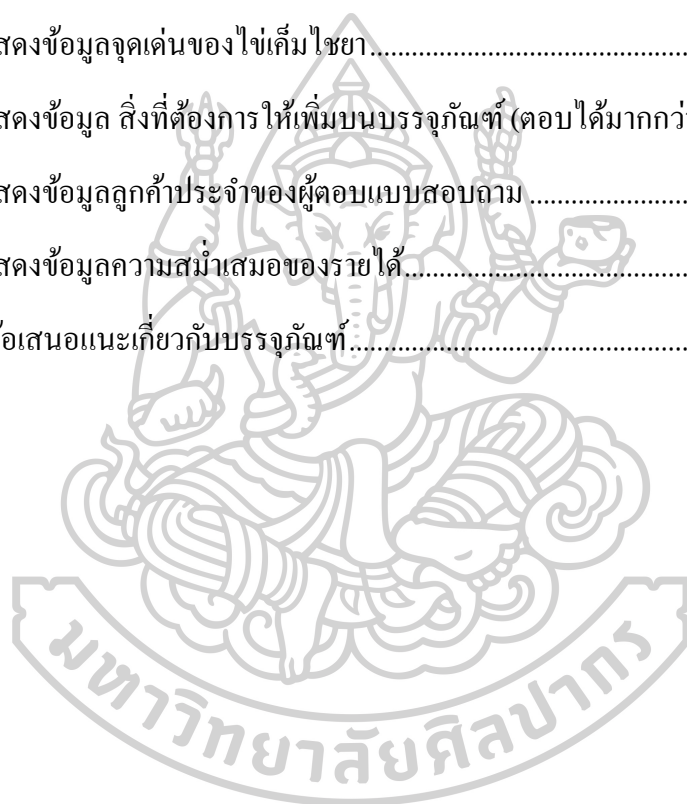 สดงข้อมูลจุดเด่นของไข่เค็มไชยา.......................................
สดงข้อมูล สิ่งที่ต้องการให้เพิ่มบนบรรจุภัณฑ์ (ตอบได้มากกว่
สดงข้อมูลลูกค้าประจำของผู้ตอบแบบสอบถาม ...................
สดงข้อมูลความสม่ำเสมอของรายได้..................................
้อเสนอแนะเกี่ยวกับบรรจุภัณฑ์.........................................
มหาวิทยาลัยศิลปากร